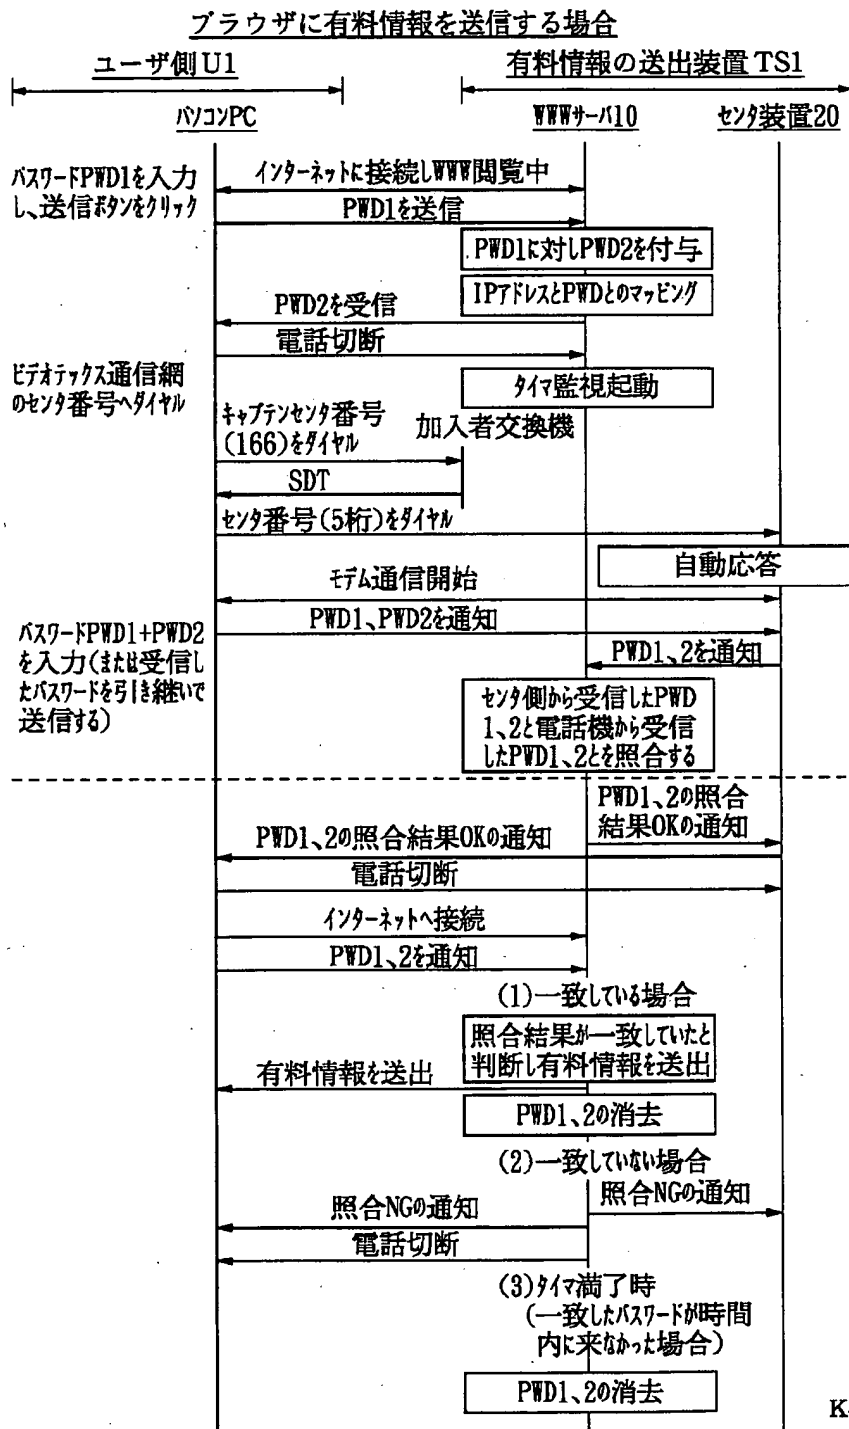 ブラウザに有料情報を送信する場合
ユーザ側U1
有料情報の送出装置TS1
パソコンPC
WWWサーバ10
センタ装置20
パスワードPWD1を入力
し、送信ボタンをクリック
インターネットに接続しWWW閲覧中
PWD1を送信
PWD1に対しPWD2を付与
IPアドレスとPWDとのマッピング
PWD2を受信
電話切断
ビデオテックス通信網
のセンタ番号へダイヤル
タイマ監視起動
キャプテンセンタ番号
(166)をダイヤル
加入者交換機
SDT
センタ番号(5桁)をダイヤル
自動応答
モデム通信開始
PWD1、PWD2を通知
パスワードPWD1+PWD2
を入力(または受信し
たパスワードを引き継いで
送信する)
PWD1、2を通知
センタ側から受信したPWD
1、2と電話機から受信
したPWD1、2とを照合する
PWD1、2の照合
結果OKの通知
PWD1、2の照合結果OKの通知
電話切断
インターネットへ接続
PWD1、2を通知
(1)一致している場合
照合結果が一致していたと
判断し有料情報を送出
有料情報を送出
PWD1、2の消去
(2)一致していない場合
照合NGの通知
照合NGの通知
電話切断
(3)タイマ満了時
(一致したパスワードが時間
内に来なかった場合)
PWD1、2の消去